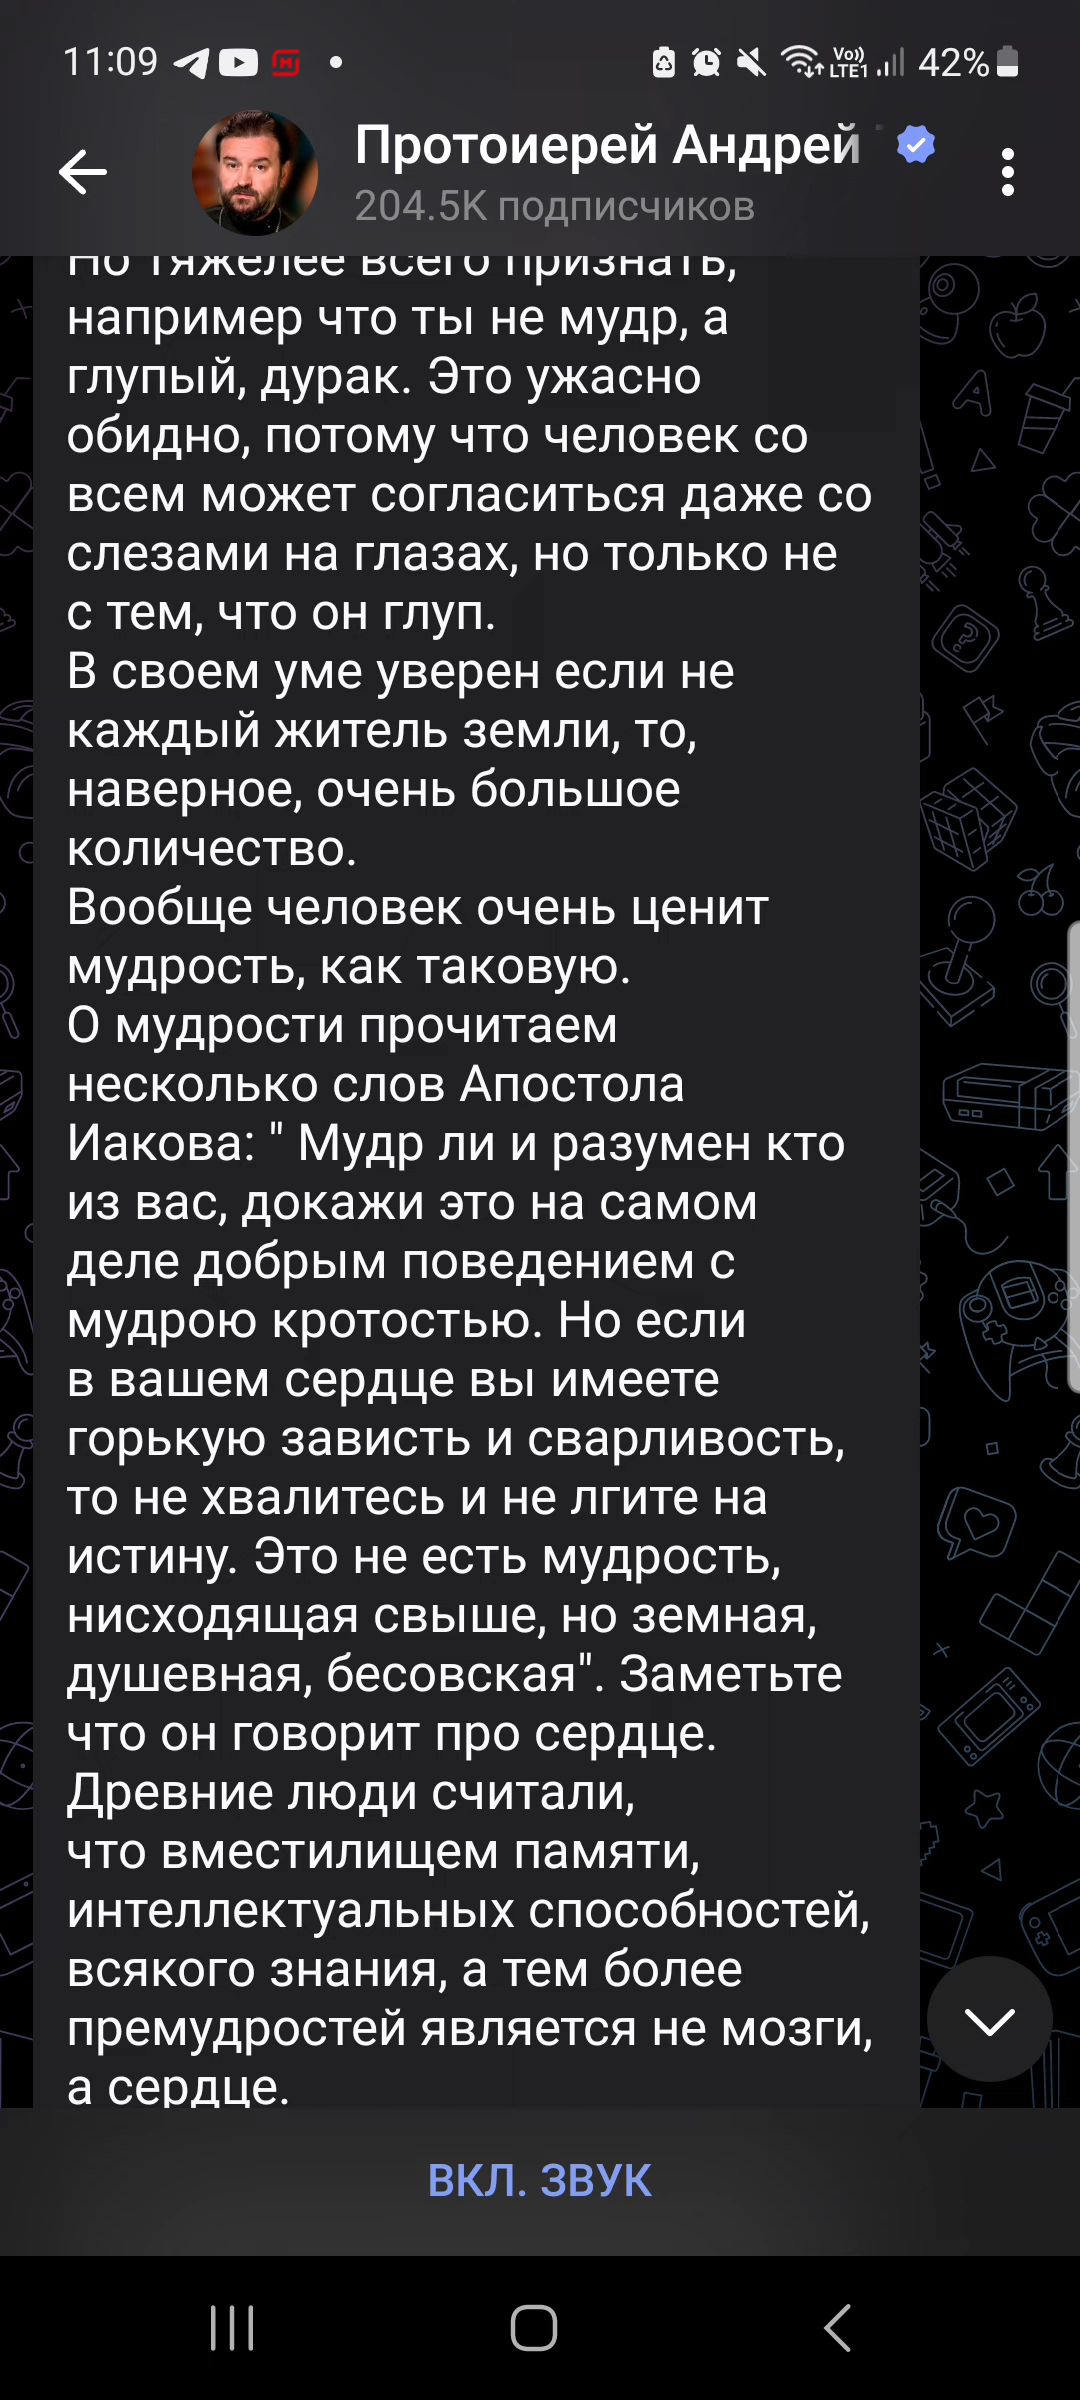 11:09
Vo))
LTE1
42%
Протоиерей Андрей
204.5K подписчиков
Но тяжелее всего признать,
например что ты не мудр, а
глупый, дурак. Это ужасно
обидно, потому что человек со
всем может согласиться даже со
слезами на глазах, но только не
с тем, что он глуп.
В своем уме уверен если не
каждый житель земли, то,
наверное, очень большое
количество.
Вообще человек очень ценит
мудрость, как таковую.
О мудрости прочитаем
несколько слов Апостола
Иакова: " Мудр ли и разумен кто
из вас, докажи это на самом
деле добрым поведением с
мудрою кротостью. Но если
в вашем сердце вы имеете
горькую зависть и сварливость,
то не хвалитесь и не лгите на
истину. Это не есть мудрость,
нисходящая свыше, но земная,
душевная, бесовская". Заметьте
что он говорит про сердце.
Древние люди считали,
что вместилищем памяти,
интеллектуальных способностей,
всякого знания, а тем более
премудростей является не мозги,
а сердце.
ВКЛ. ЗВУК